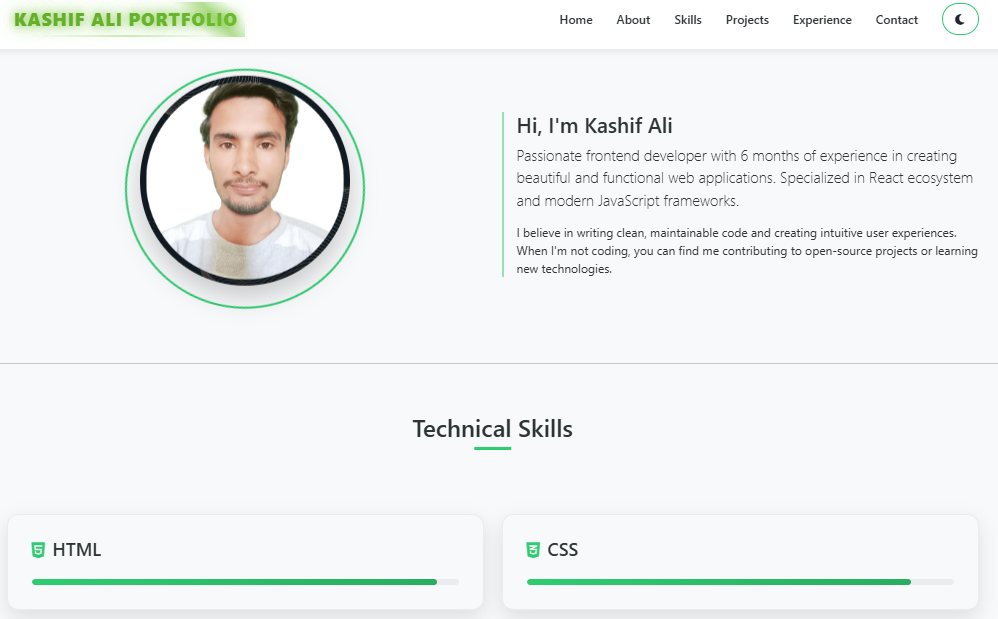 KASHIF ALI PORTFOLIO
Home About Skills Projects Experience Contact
Hi, I'm Kashif Ali
Passionate frontend developer with 6 months of experience in creating
beautiful and functional web applications. Specialized in React ecosystem
and modern JavaScript frameworks.
I believe in writing clean, maintainable code and creating intuitive user experiences.
When I'm not coding, you can find me contributing to open-source projects or learning
new technologies.
Technical Skills
HTML
CSS